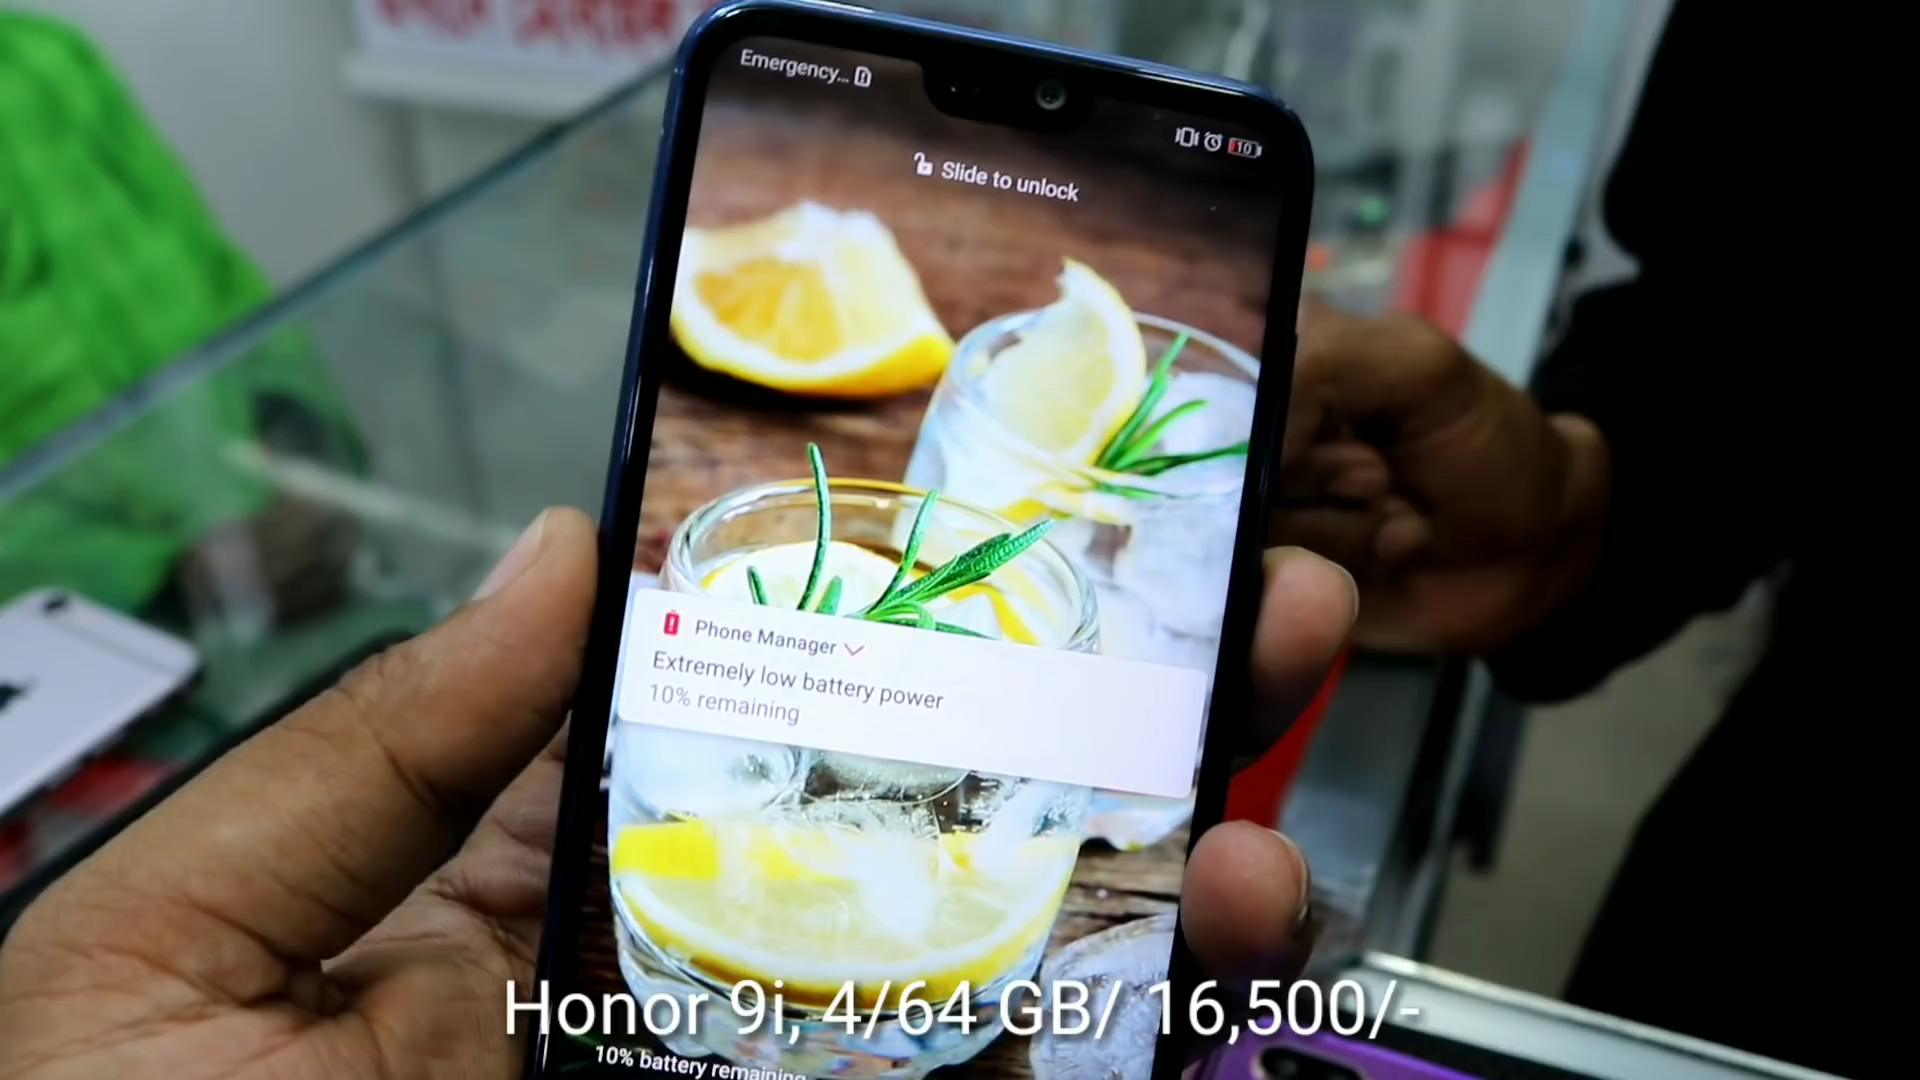 Emergency...
10
Slide to unlock
Phone Manager
Extremely low battery power
10% remaining
Honor 9i, 4/64 GB/ 16,500/-
10% battery remaining